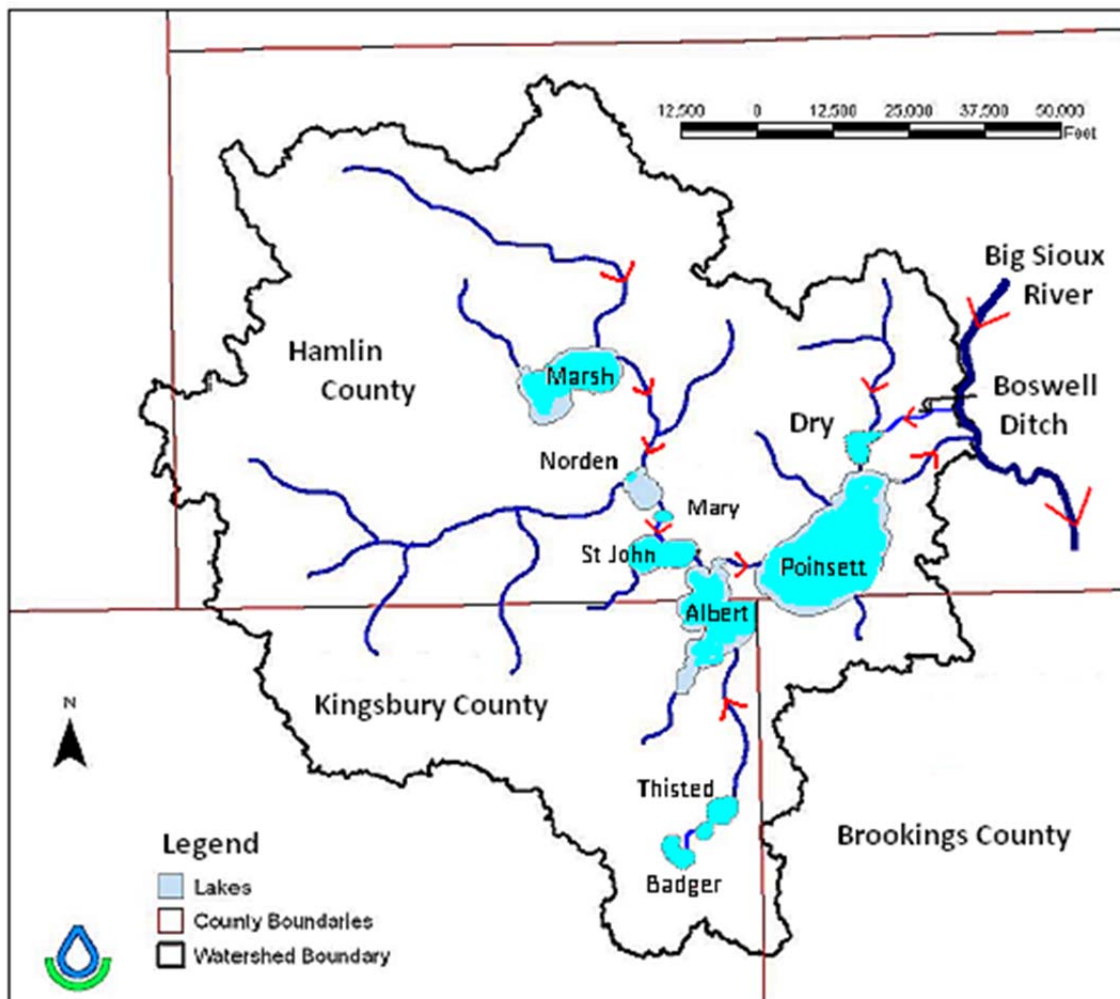 12,500 0 12,500 25,000 37,500 50,000
Feet
Big Sioux
River
Hamlin
County
Marsh
Boswell
Ditch
Dry
Norden
Mary
St John
Poinsett
Albert
Kingsbury County
N
Thisted
Brookings County
Badger
Legend
Lakes
County Boundaries
Watershed Boundary